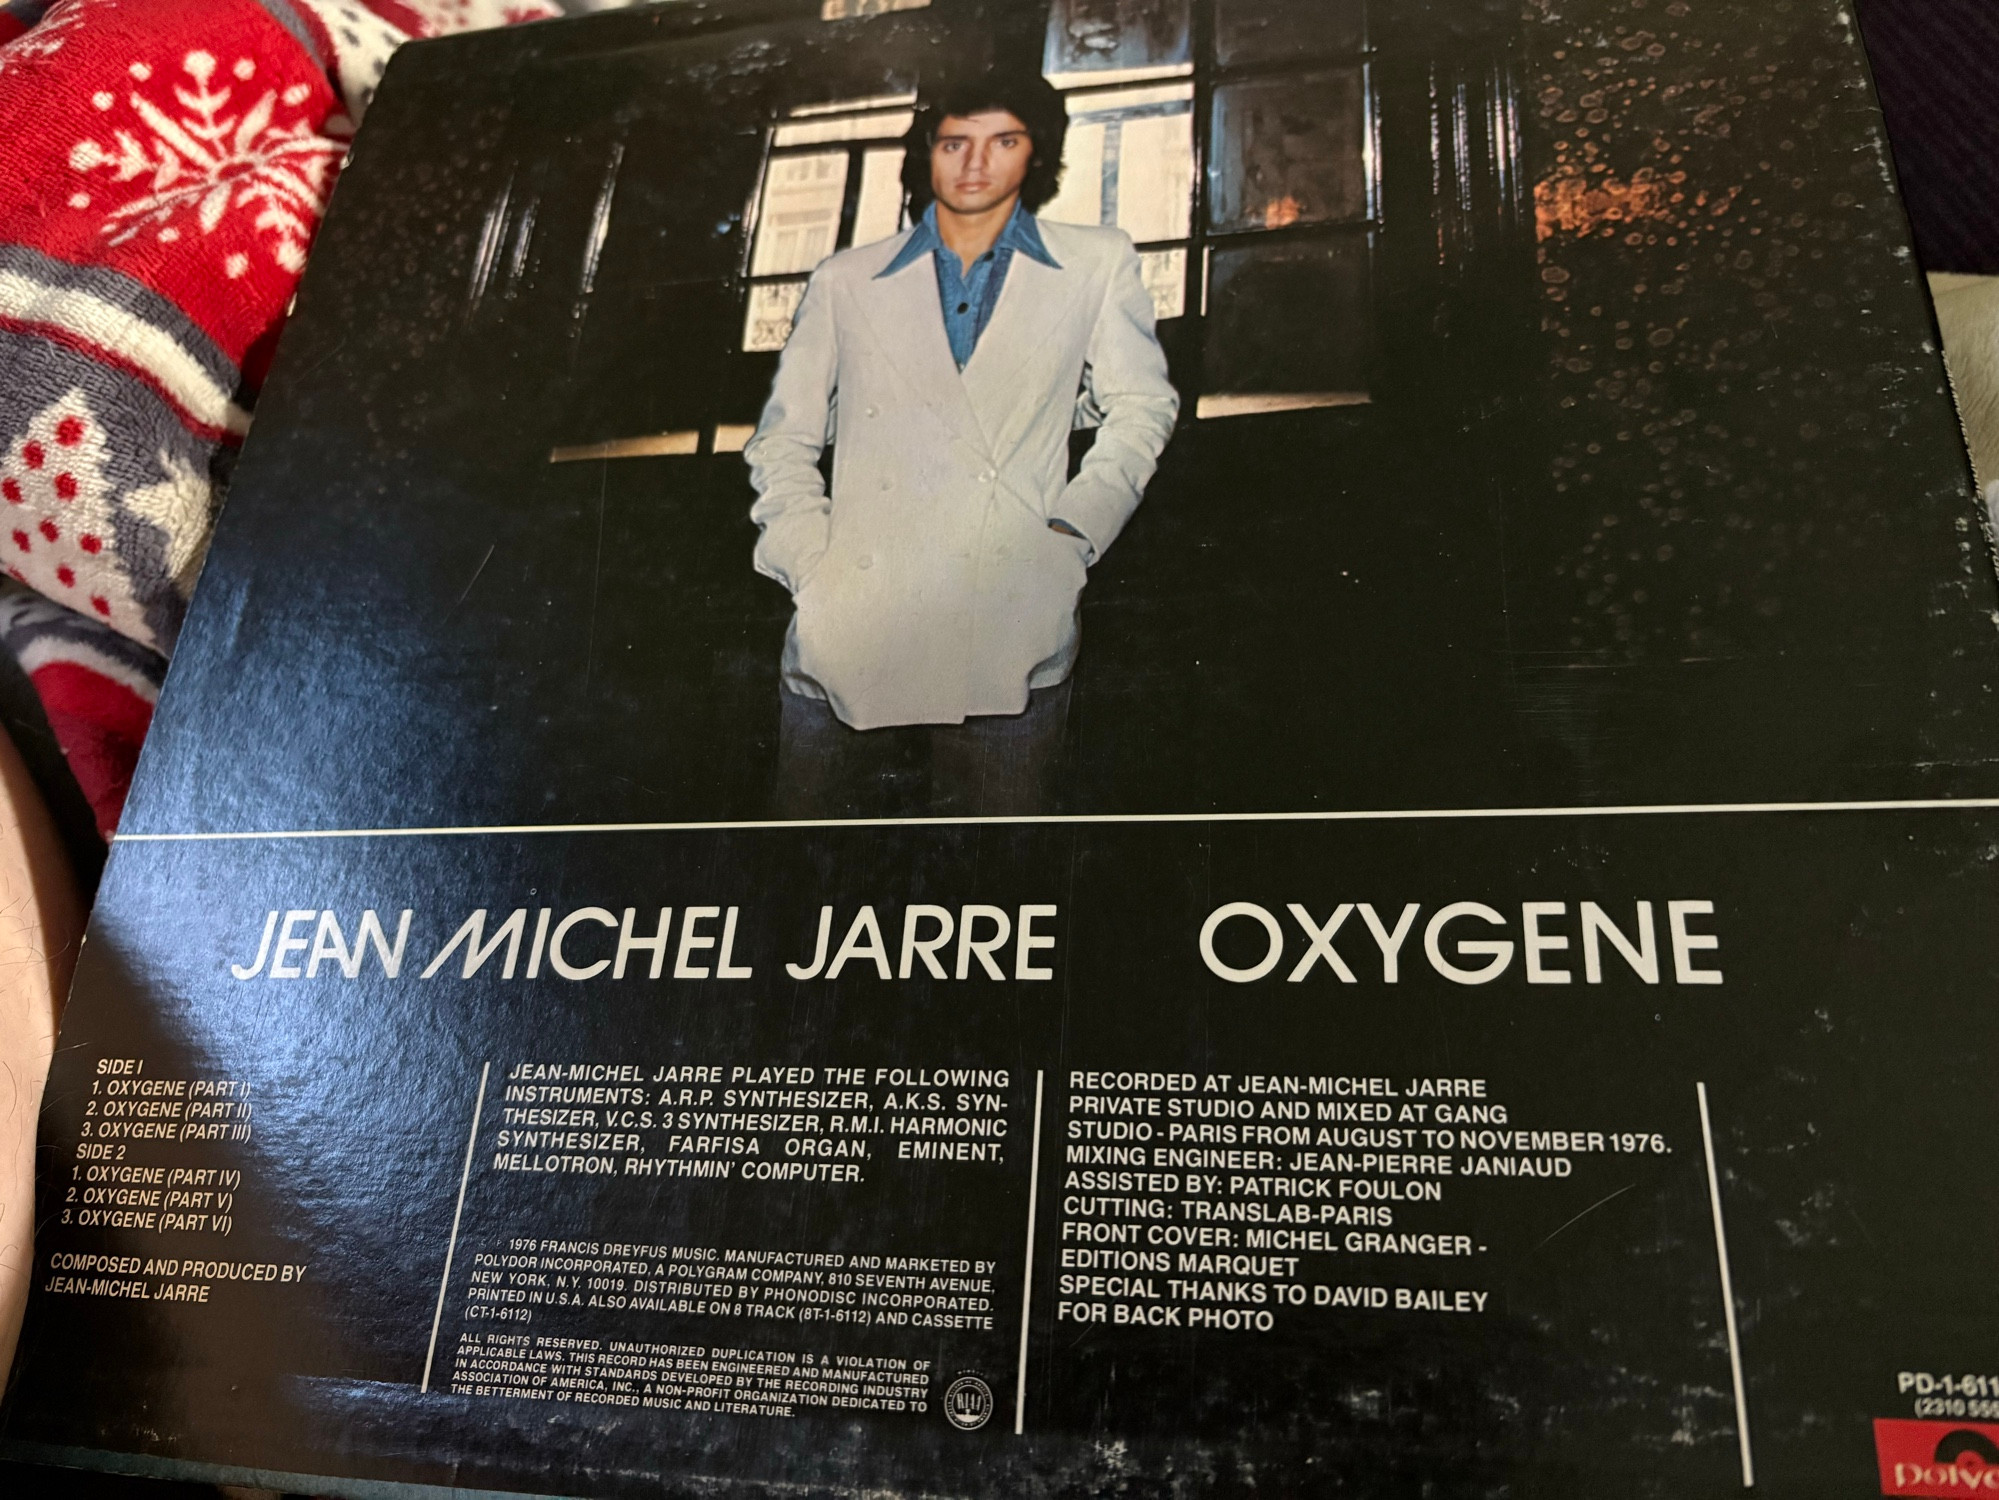 JEAN MICHEL JARRE OXYGENE
SIDE I
1. OXYGENE (PART I)
2. OXYGENE (PART II)
3. OXYGENE (PART III)
SIDE 2
1. OXYGENE (PART IV)
2. OXYGENE (PART V)
3. OXYGENE (PART VI)
COMPOSED AND PRODUCED BY
JEAN-MICHEL JARRE
JEAN-MICHEL JARRE PLAYED THE FOLLOWING
INSTRUMENTS: A.R.P. SYNTHESIZER, A.K.S. SYN-
THESIZER, V.C.S. 3 SYNTHESIZER, R.M.I. HARMONIC
SYNTHESIZER, FARFISA ORGAN, EMINENT,
MELLOTRON, RHYTHMIN' COMPUTER.
℗ 1976 FRANCIS DREYFUS MUSIC. MANUFACTURED AND MARKETED BY
POLYDOR INCORPORATED, A POLYGRAM COMPANY, 810 SEVENTH AVENUE,
NEW YORK, N.Y. 10019. DISTRIBUTED BY PHONODISC INCORPORATED.
PRINTED IN U.S.A. ALSO AVAILABLE ON 8 TRACK (8T-1-6112) AND CASSETTE
(CT-1-6112)
ALL RIGHTS RESERVED. UNAUTHORIZED DUPLICATION IS A VIOLATION OF
APPLICABLE LAWS. THIS RECORD HAS BEEN ENGINEERED AND MANUFACTURED
IN ACCORDANCE WITH STANDARDS DEVELOPED BY THE RECORDING INDUSTRY
ASSOCIATION OF AMERICA, INC., A NON-PROFIT ORGANIZATION DEDICATED TO
THE BETTERMENT OF RECORDED MUSIC AND LITERATURE.
RECORDED AT JEAN-MICHEL JARRE
PRIVATE STUDIO AND MIXED AT GANG
STUDIO - PARIS FROM AUGUST TO NOVEMBER 1976.
MIXING ENGINEER: JEAN-PIERRE JANIAUD
ASSISTED BY: PATRICK FOULON
CUTTING: TRANSLAB-PARIS
FRONT COVER: MICHEL GRANGER -
EDITIONS MARQUET
SPECIAL THANKS TO DAVID BAILEY
FOR BACK PHOTO
PD-1-611
(2310 555